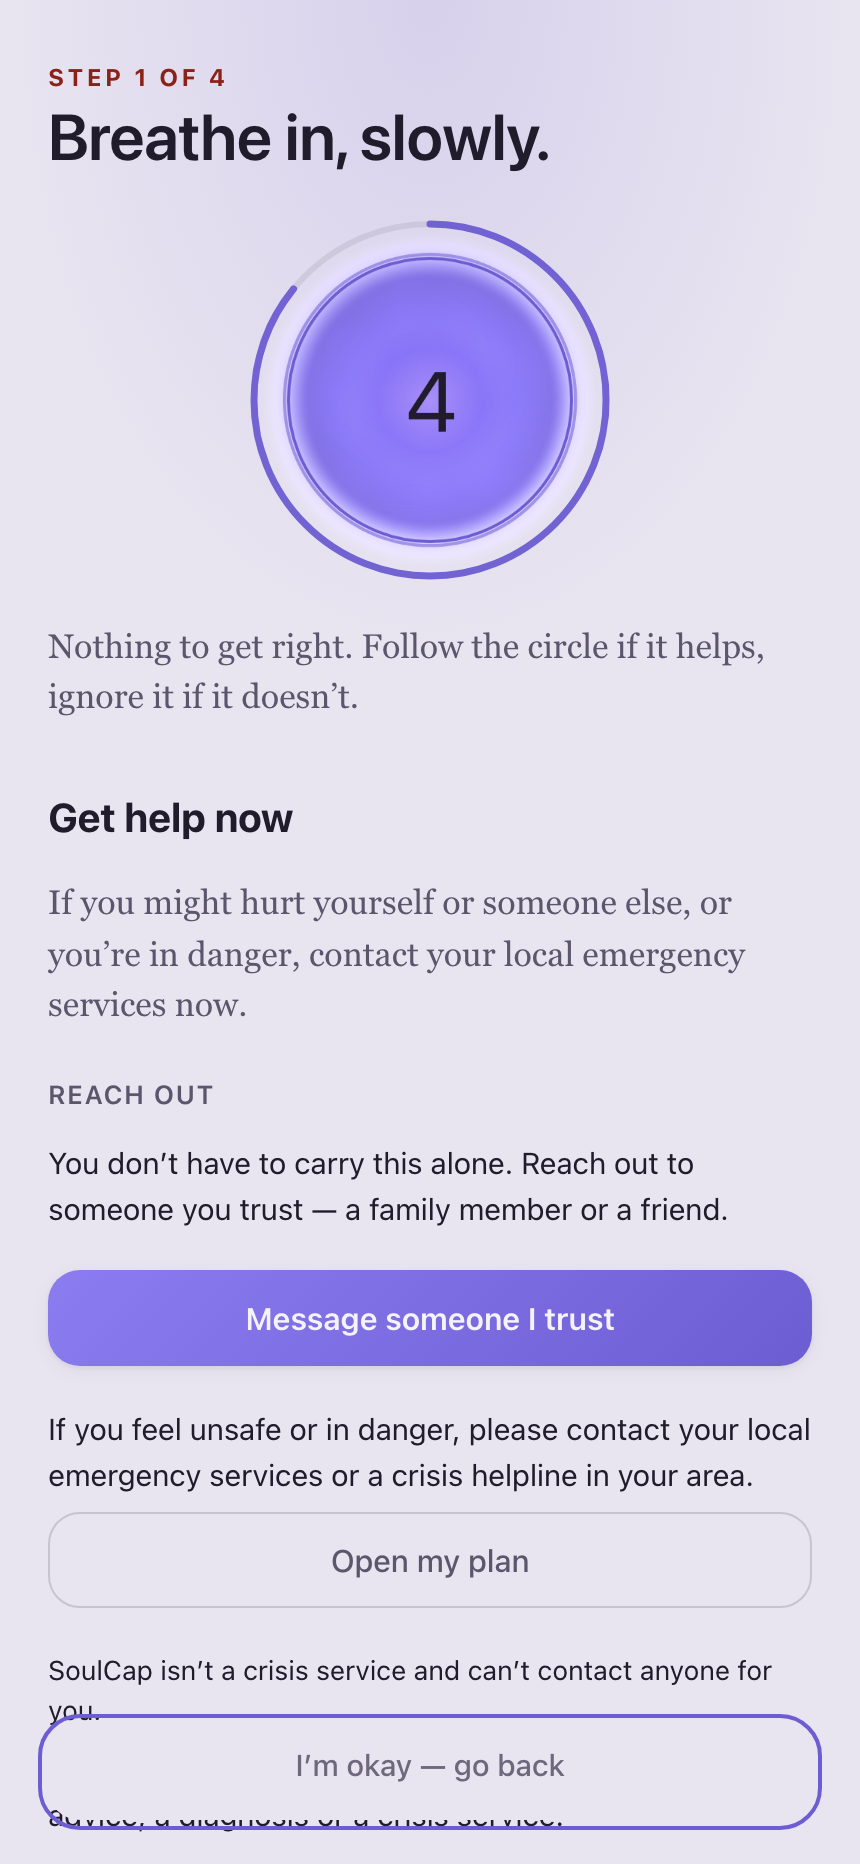 STEP 1 OF 4
Breathe in, slowly.
4
Nothing to get right. Follow the circle if it helps,
ignore it if it doesn’t.
Get help now
If you might hurt yourself or someone else, or
you’re in danger, contact your local emergency
services now.
REACH OUT
You don’t have to carry this alone. Reach out to
someone you trust — a family member or a friend.
Message someone I trust
If you feel unsafe or in danger, please contact your local
emergency services or a crisis helpline in your area.
Open my plan
SoulCap isn’t a crisis service and can’t contact anyone for
you.
I’m okay — go back
advice, a diagnosis or a crisis service.